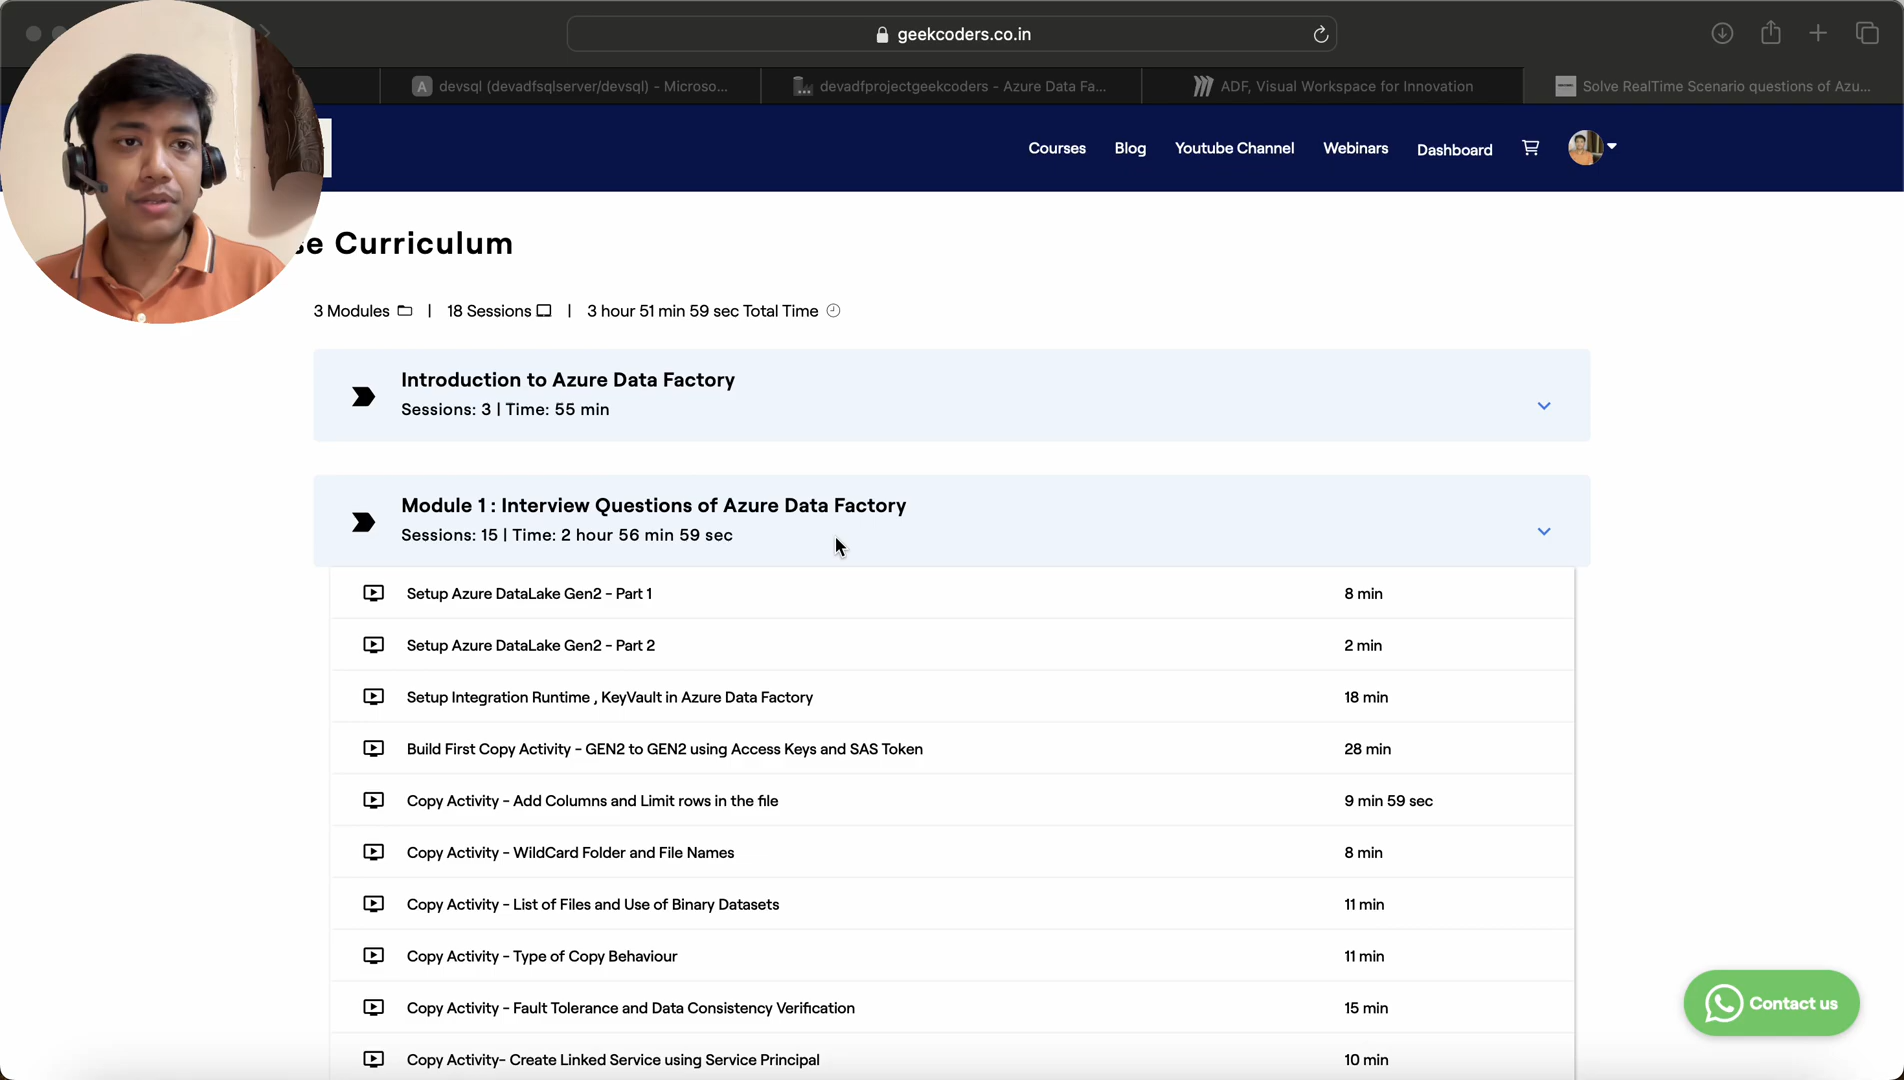 geekcoders.co.in
A devsql (devadfsqlserver/devsql) - Microso...
devadfprojectgeekcoders - Azure Data Fa...
ADF, Visual Workspace for Innovation
Solve RealTime Scenario questions of Azu...
Courses
Blog
Youtube Channel
Webinars
Dashboard
se Curriculum
3 Modules | 18 Sessions | 3 hour 51 min 59 sec Total Time
Introduction to Azure Data Factory
Sessions: 3 | Time: 55 min
Module 1 : Interview Questions of Azure Data Factory
Sessions: 15 | Time: 2 hour 56 min 59 sec
Setup Azure DataLake Gen2 - Part 1 8 min
Setup Azure DataLake Gen2 - Part 2 2 min
Setup Integration Runtime , KeyVault in Azure Data Factory 18 min
Build First Copy Activity - GEN2 to GEN2 using Access Keys and SAS Token 28 min
Copy Activity - Add Columns and Limit rows in the file 9 min 59 sec
Copy Activity - WildCard Folder and File Names 8 min
Copy Activity - List of Files and Use of Binary Datasets 11 min
Copy Activity - Type of Copy Behaviour 11 min
Copy Activity - Fault Tolerance and Data Consistency Verification 15 min
Copy Activity- Create Linked Service using Service Principal 10 min
Contact us